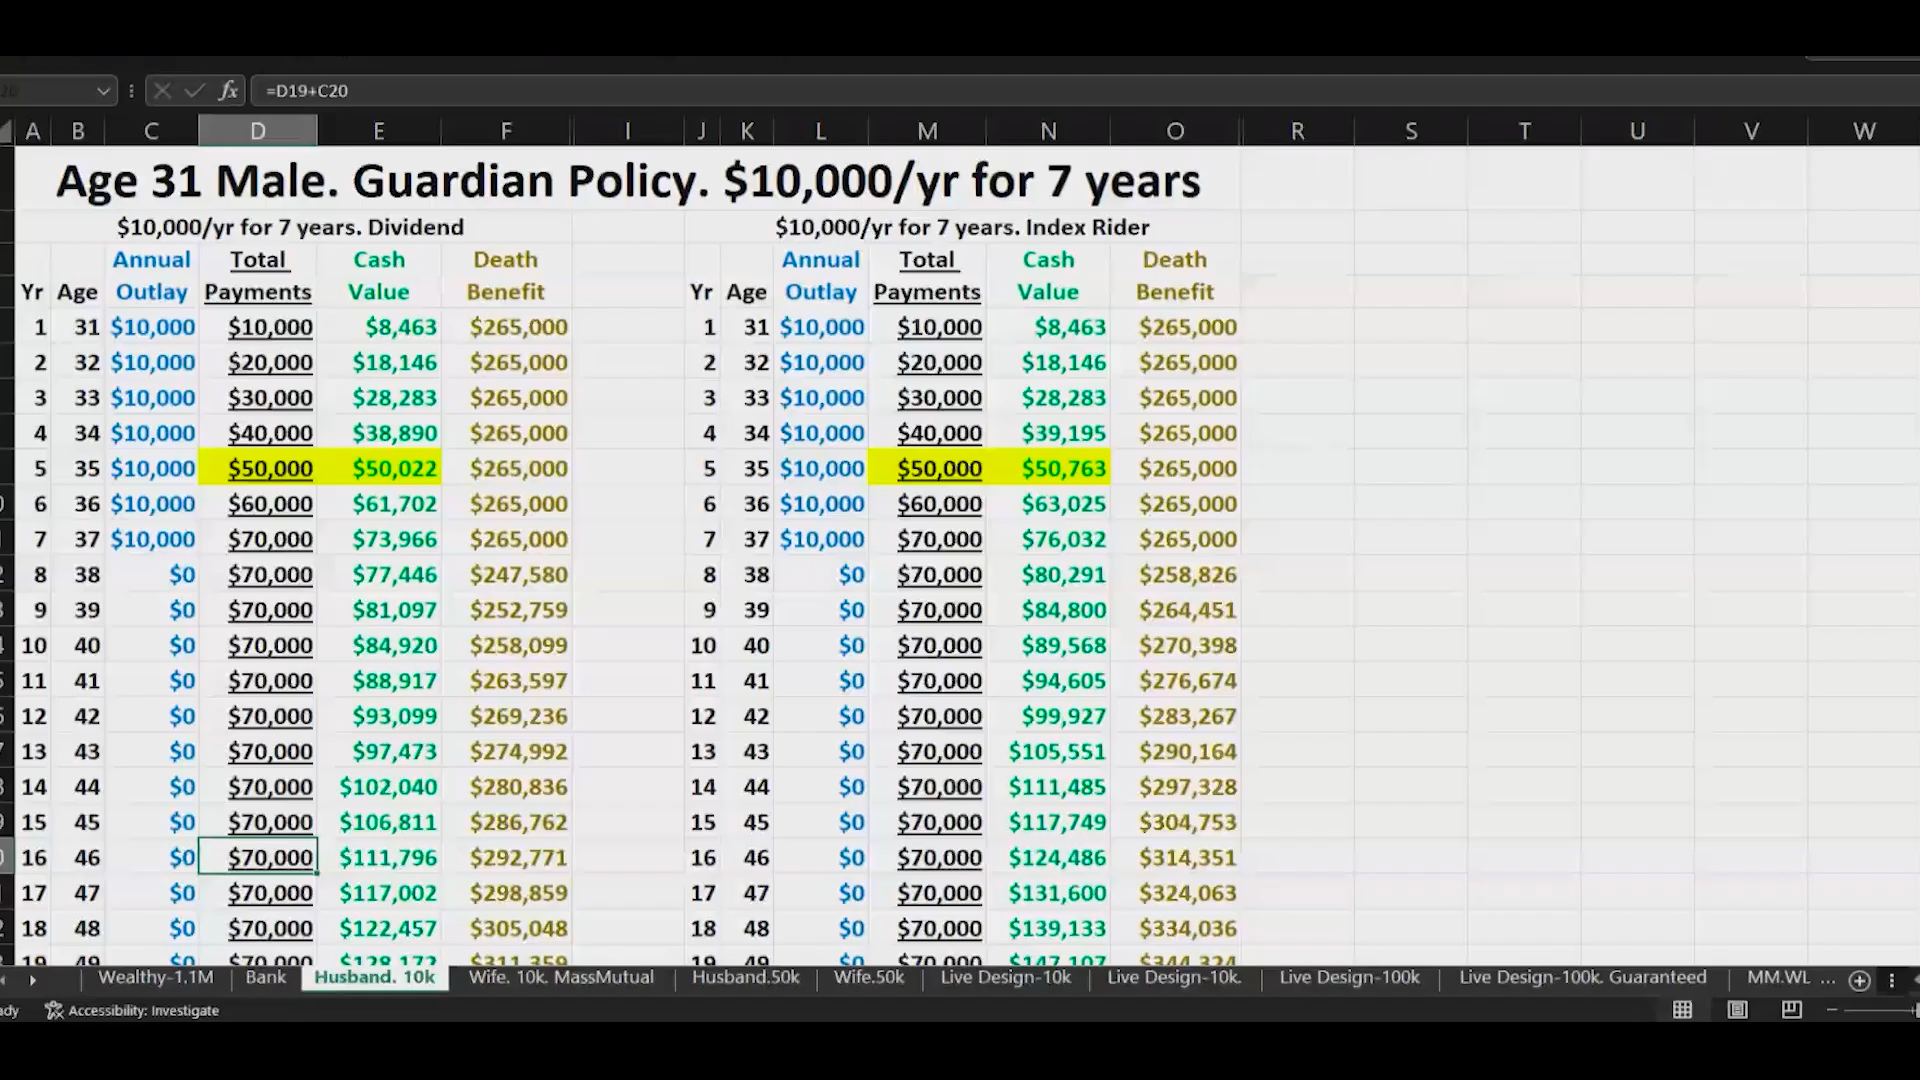 =D19+C20
A B C D E F I J K L M N O R S T U V W
Age 31 Male. Guardian Policy. $10,000/yr for 7 years
$10,000/yr for 7 years. Dividend $10,000/yr for 7 years. Index Rider
Annual Total Cash Death Annual Total Cash Death
Yr Age Outlay Payments Value Benefit Yr Age Outlay Payments Value Benefit
1 31 $10,000 $10,000 $8,463 $265,000 1 31 $10,000 $10,000 $8,463 $265,000
2 32 $10,000 $20,000 $18,146 $265,000 2 32 $10,000 $20,000 $18,146 $265,000
3 33 $10,000 $30,000 $28,283 $265,000 3 33 $10,000 $30,000 $28,283 $265,000
4 34 $10,000 $40,000 $38,890 $265,000 4 34 $10,000 $40,000 $39,195 $265,000
5 35 $10,000 $50,000 $50,022 $265,000 5 35 $10,000 $50,000 $50,763 $265,000
6 36 $10,000 $60,000 $61,702 $265,000 6 36 $10,000 $60,000 $63,025 $265,000
7 37 $10,000 $70,000 $73,966 $265,000 7 37 $10,000 $70,000 $76,032 $265,000
8 38 $0 $70,000 $77,446 $247,580 8 38 $0 $70,000 $80,291 $258,826
9 39 $0 $70,000 $81,097 $252,759 9 39 $0 $70,000 $84,800 $264,451
10 40 $0 $70,000 $84,920 $258,099 10 40 $0 $70,000 $89,568 $270,398
11 41 $0 $70,000 $88,917 $263,597 11 41 $0 $70,000 $94,605 $276,674
12 42 $0 $70,000 $93,099 $269,236 12 42 $0 $70,000 $99,927 $283,267
13 43 $0 $70,000 $97,473 $274,992 13 43 $0 $70,000 $105,551 $290,164
14 44 $0 $70,000 $102,040 $280,836 14 44 $0 $70,000 $111,485 $297,328
15 45 $0 $70,000 $106,811 $286,762 15 45 $0 $70,000 $117,749 $304,753
16 46 $0 $70,000 $111,796 $292,771 16 46 $0 $70,000 $124,486 $314,351
17 47 $0 $70,000 $117,002 $298,859 17 47 $0 $70,000 $131,600 $324,063
18 48 $0 $70,000 $122,457 $305,048 18 48 $0 $70,000 $139,133 $334,036
19 49 $0 $70,000 $128,172 $311,359 19 49 $0 $70,000 $147,107 $344,324
Wealthy-1.1M Bank Husband. 10k Wife. 10k. MassMutual Husband.50k Wife.50k Live Design-10k Live Design-10k. Live Design-100k Live Design-100k. Guaranteed MM.WL ...
Accessibility: Investigate